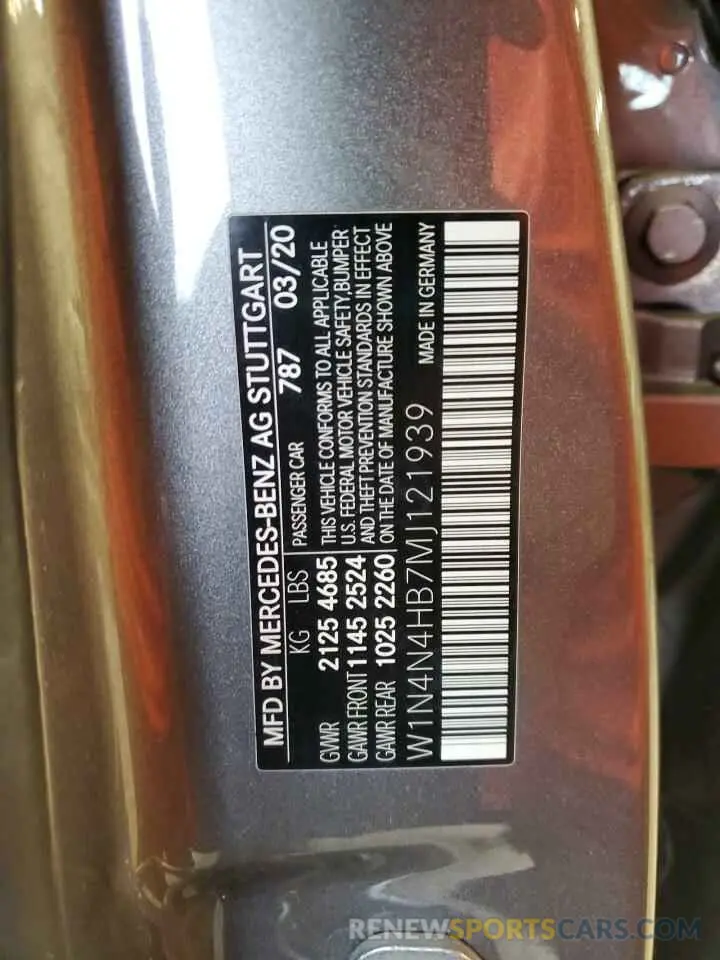 MFD BY MERCEDES-BENZ AG STUTTGART
KG LBS PASSENGER CAR 787 03/20
GVWR 2125 4685 THIS VEHICLE CONFORMS TO ALL APPLICABLE
GAWR FRONT 1145 2524 U.S. FEDERAL MOTOR VEHICLE SAFETY, BUMPER
GAWR REAR 1025 2260 AND THEFT PREVENTION STANDARDS IN EFFECT
ON THE DATE OF MANUFACTURE SHOWN ABOVE
W1N4N4HB7MJ121939 MADE IN GERMANY
RENEWSPORTSCARS.COM